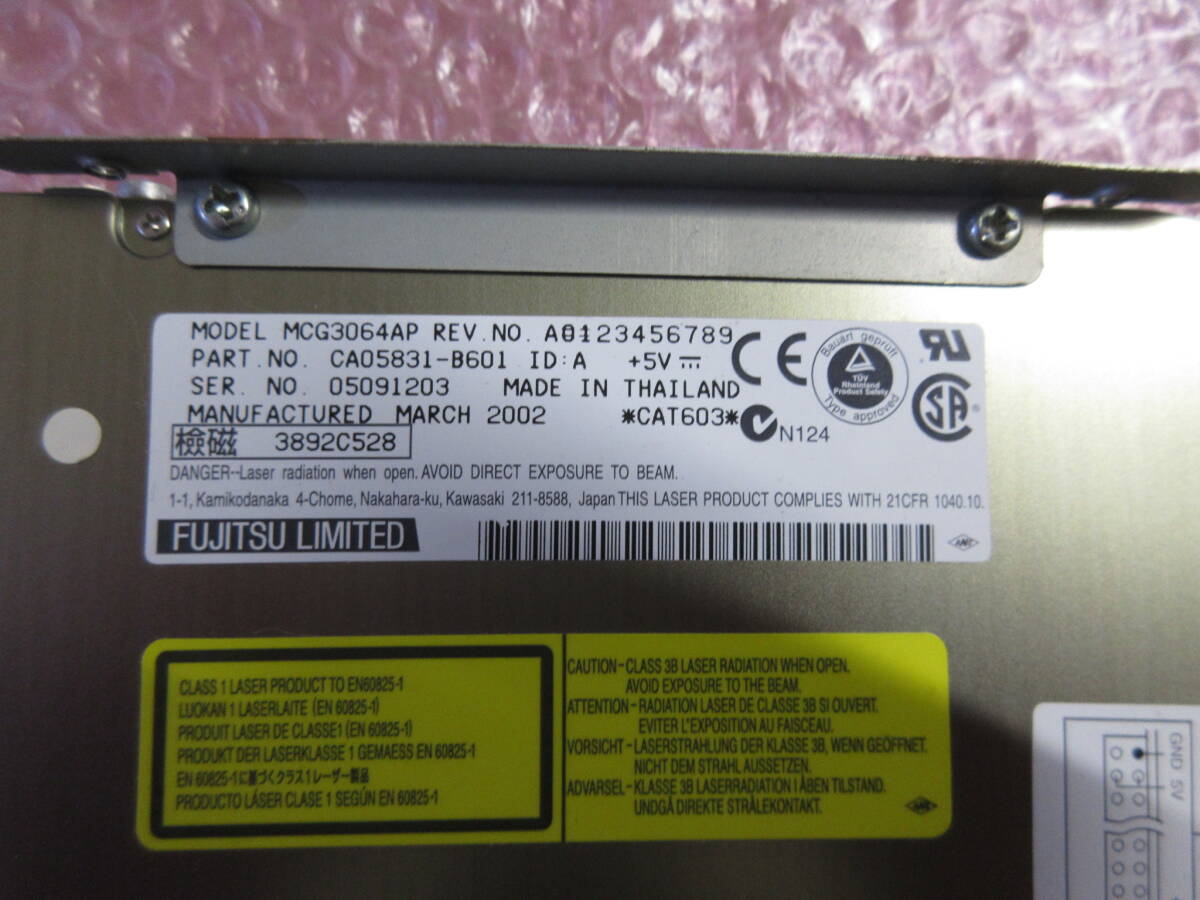 MODEL MCG3064AP REV.NO. A0123456789
PART.NO. CA05831-B601 ID:A +5V
SER. NO. 05091203 MADE IN THAILAND
MANUFACTURED MARCH 2002 *CAT603*
N124
檢磁 3892C528
DANGER--Laser radiation when open. AVOID DIRECT EXPOSURE TO BEAM.
1-1, Kamikodanaka 4-Chome, Nakahara-ku, Kawasaki 211-8588, Japan THIS LASER PRODUCT COMPLIES WITH 21CFR 1040.10.
FUJITSU LIMITED
CE
Bauart geprüft
TÜV
Rheinland
Product Safety
Type approved
CLASS 1 LASER PRODUCT TO EN60825-1
LUOKAN 1 LASERLAITE (EN 60825-1)
PRODUIT LASER DE CLASSE1 (EN 60825-1)
PRODUKT DER LASERKLASSE 1 GEMAESS EN 60825-1
EN 60825-1に基づくクラス1レーザー製品
PRODUCTO LÁSER CLASE 1 SEGÚN EN 60825-1
CAUTION-CLASS 3B LASER RADIATION WHEN OPEN.
AVOID EXPOSURE TO THE BEAM.
ATTENTION-RADIATION LASER DE CLASSE 3B SI OUVERT.
EVITER L'EXPOSITION AU FAISCEAU.
VORSICHT-LASERSTRAHLUNG DER KLASSE 3B, WENN GEÖFFNET.
NICHT DEM STRAHL AUSSETZEN.
ADVARSEL-KLASSE 3B LASERRADIATION I ÅBEN TILSTAND.
UNDGÅ DIREKTE STRÅLEKONTAKT.
GND 5V